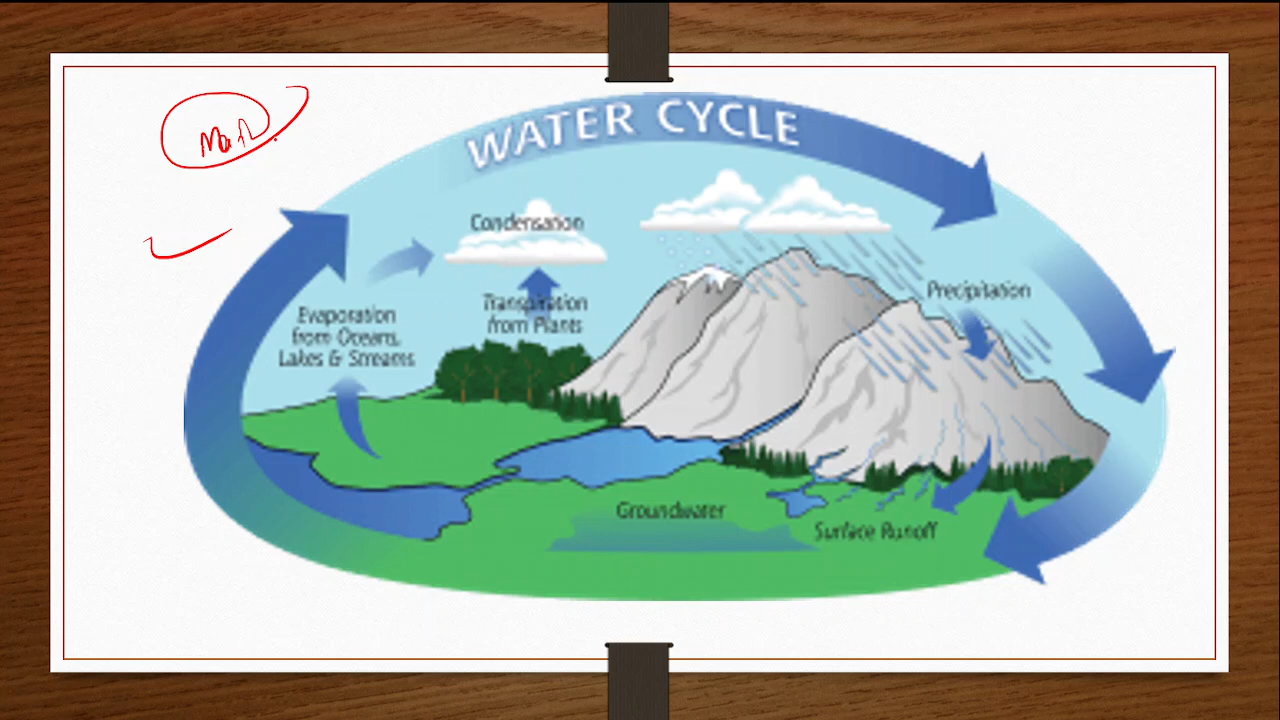 WATER CYCLE
Condensation
Transpiration
from Plants
Evaporation
from Oceans,
Lakes & Streams
Precipitation
Groundwater
Surface Runoff